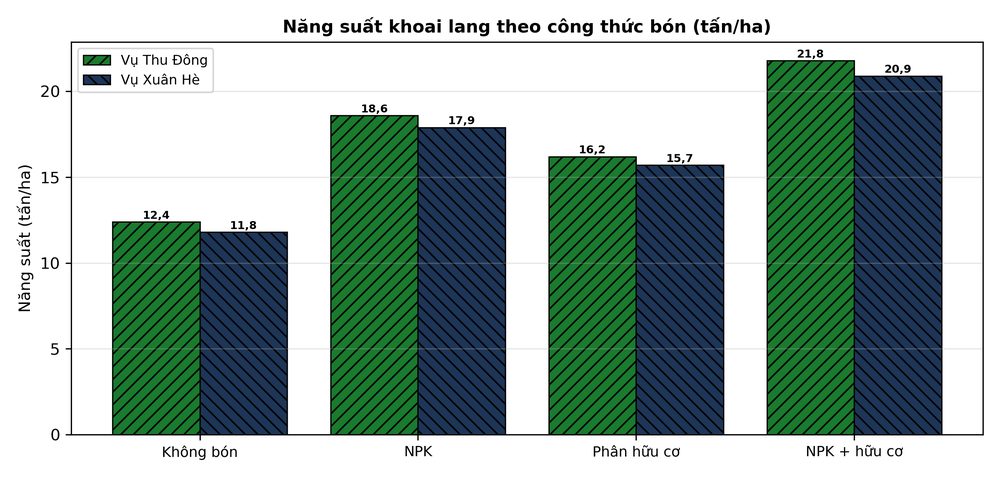 Năng suất khoai lang theo công thức bón (tấn/ha)
Vụ Thu Đông
Vụ Xuân Hè
Năng suất (tấn/ha)
20
15
10
5
0
12,4
11,8
18,6
17,9
16,2
15,7
21,8
20,9
Không bón
NPK
Phân hữu cơ
NPK + hữu cơ